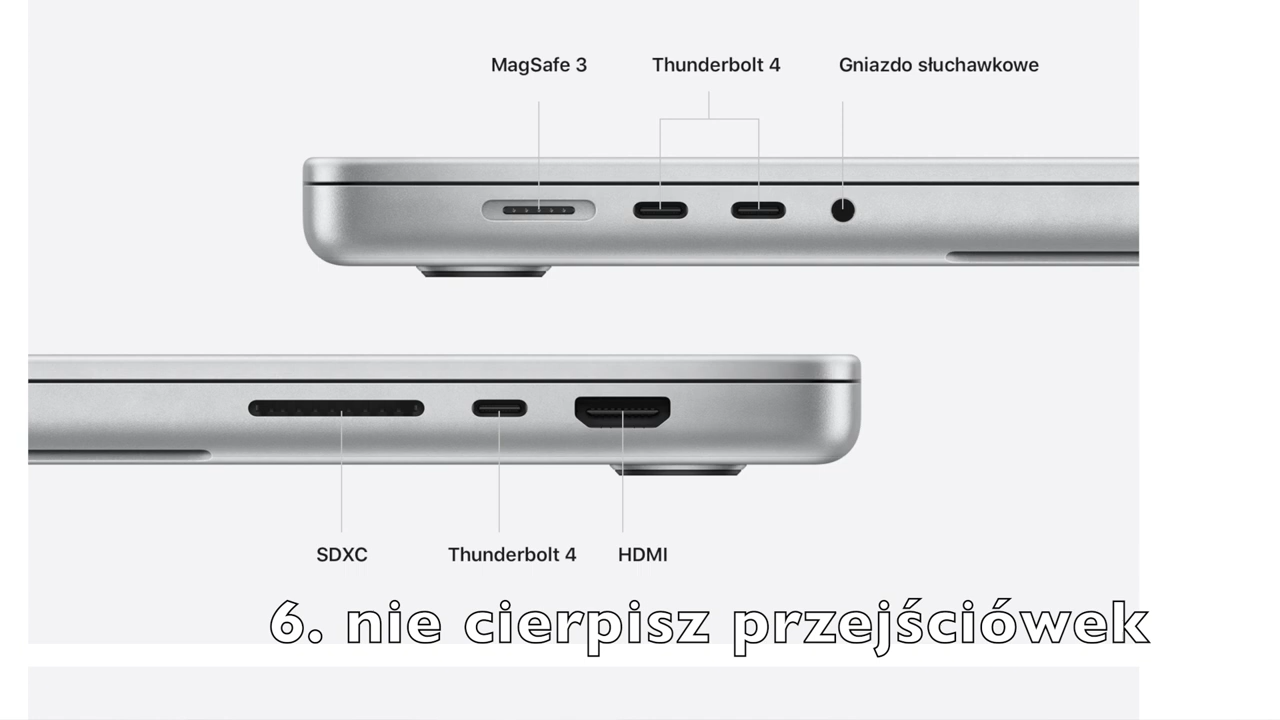 MagSafe 3
Thunderbolt 4
Gniazdo słuchawkowe
SDXC
Thunderbolt 4
HDMI
6. nie cierpisz przejściówek